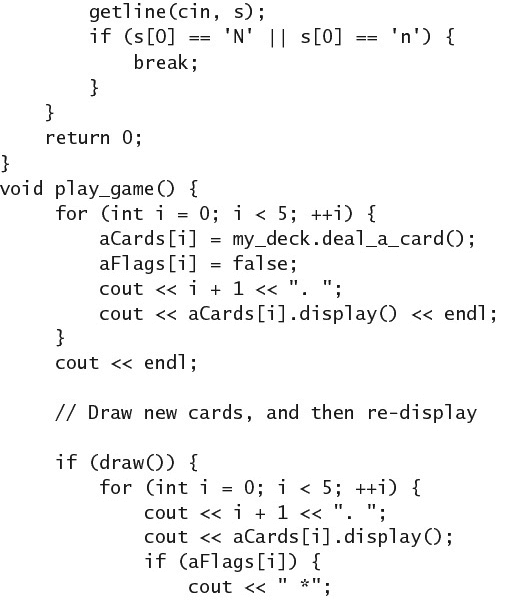 getline(cin, s);
        if (s[0] == 'N' || s[0] == 'n') {
            break;
        }
    }
    return 0;
}
void play_game() {
     for (int i = 0; i < 5; ++i) {
         aCards[i] = my_deck.deal_a_card();
         aFlags[i] = false;
         cout << i + 1 << ". ";
         cout << aCards[i].display() << endl;
     }
     cout << endl;

     // Draw new cards, and then re-display

     if (draw()) {
         for (int i = 0; i < 5; ++i) {
             cout << i + 1 << ". ";
             cout << aCards[i].display();
             if (aFlags[i]) {
                 cout << " *";